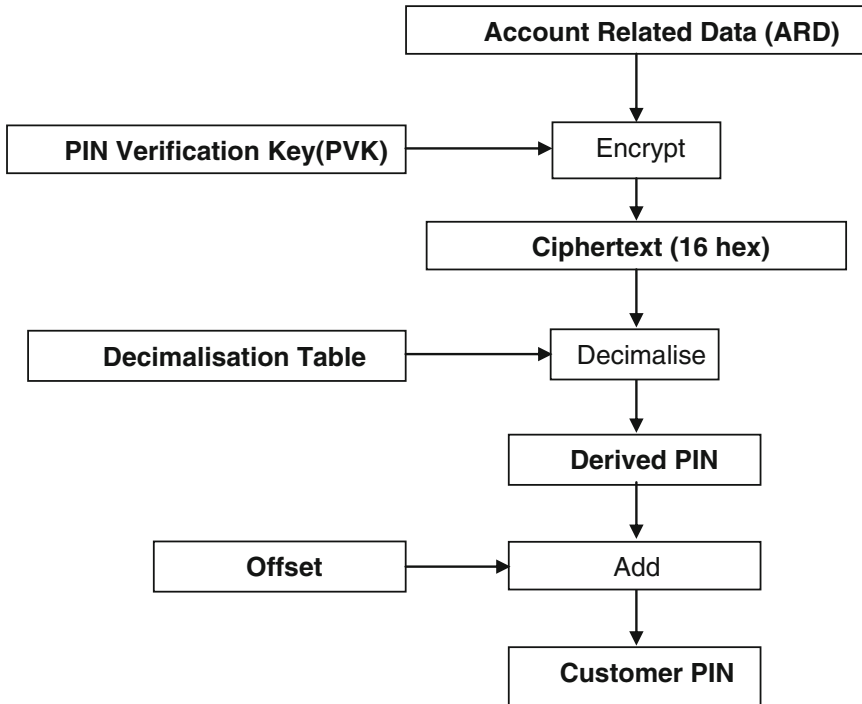 Account Related Data (ARD)
PIN Verification Key(PVK)
Encrypt
Ciphertext (16 hex)
Decimalisation Table
Decimalise
Derived PIN
Offset
Add
Customer PIN